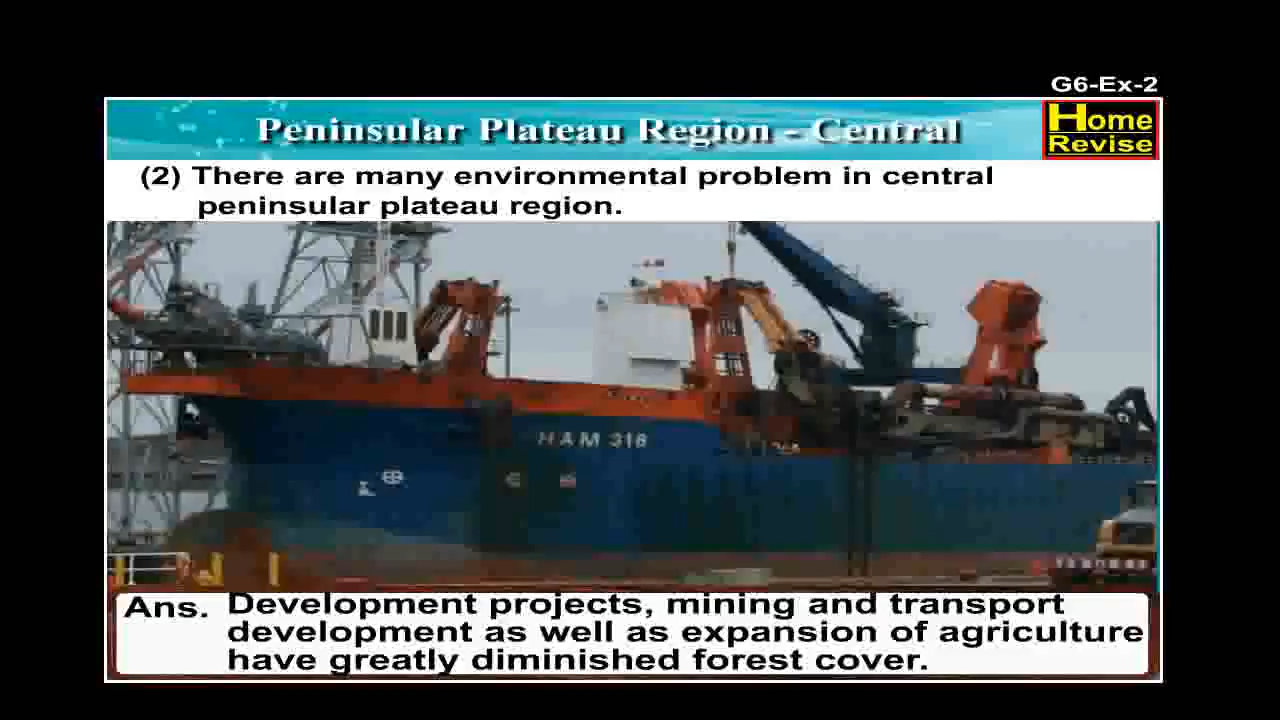 G6-Ex-2
Peninsular Plateau Region - Central
Home
Revise
(2) There are many environmental problem in central
peninsular plateau region.
HAM 316
Ans. Development projects, mining and transport
development as well as expansion of agriculture
have greatly diminished forest cover.